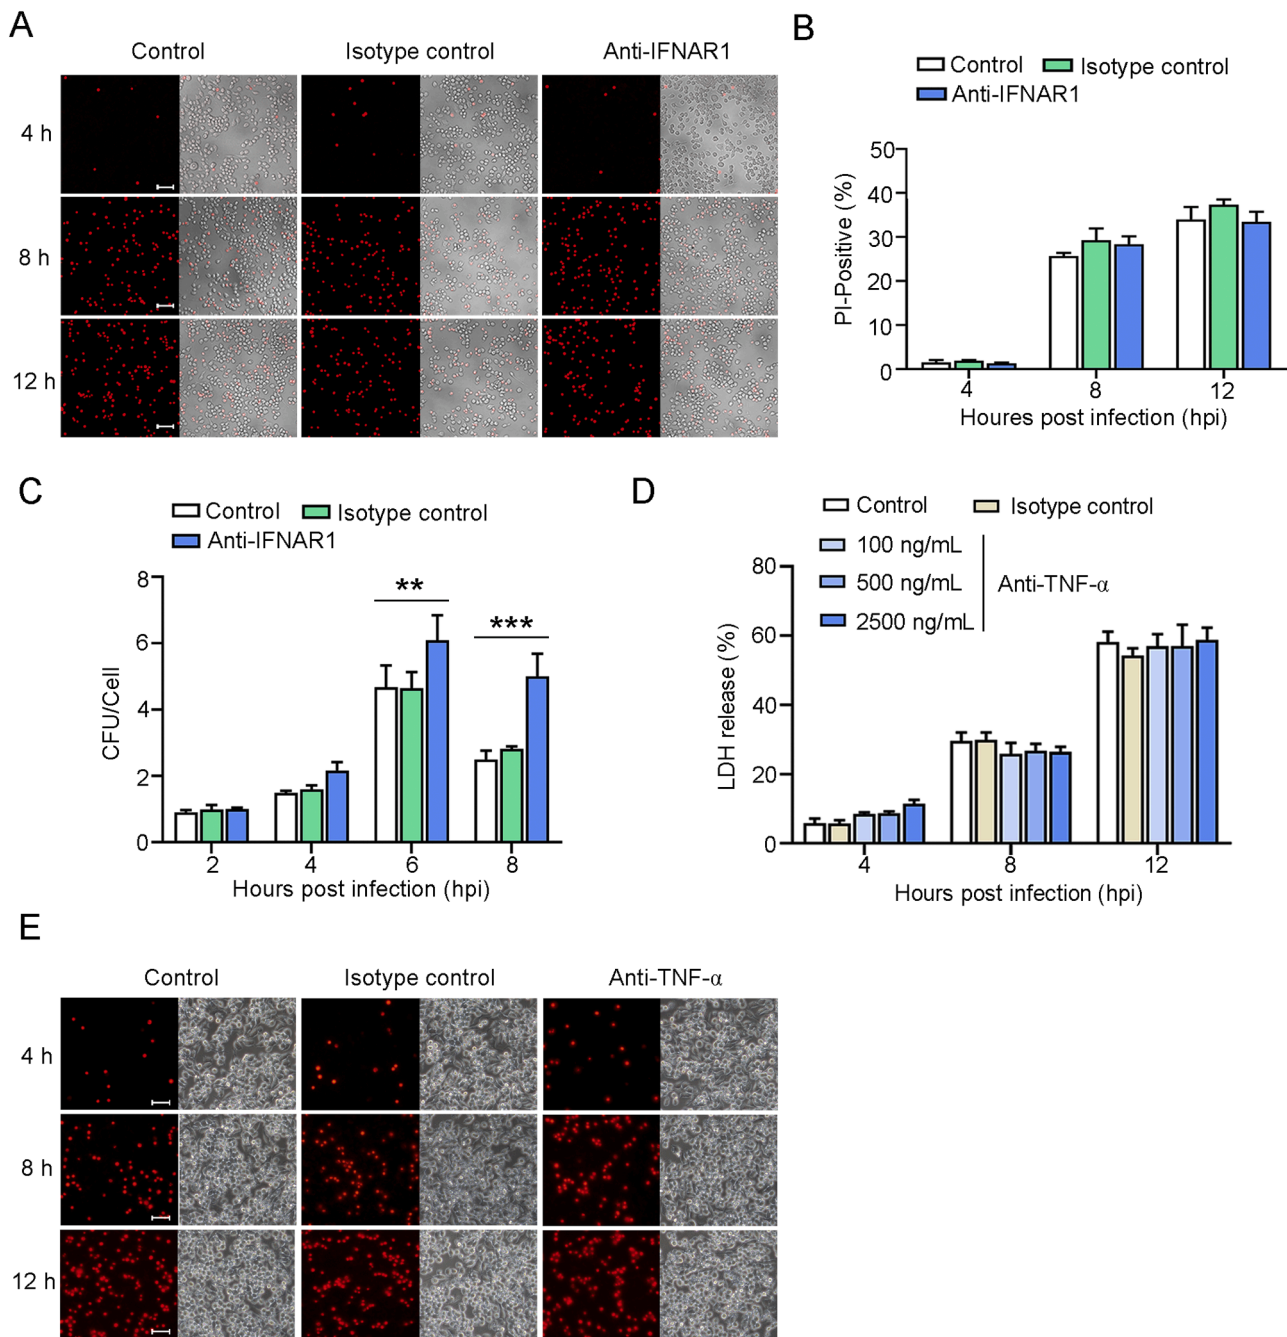 A
Control Isotype control Anti-IFNAR1
4 h
8 h
12 h
B
Control Isotype control
Anti-IFNAR1
PI-Positive (%)
50
40
30
20
10
0
4 8 12
Houres post infection (hpi)
C
Control Isotype control
Anti-IFNAR1
CFU/Cell
8
6
4
2
0
** ***
2 4 6 8
Hours post infection (hpi)
D
Control Isotype control
100 ng/mL
500 ng/mL
2500 ng/mL
Anti-TNF-α
LDH release (%)
80
60
40
20
0
4 8 12
Hours post infection (hpi)
E
Control Isotype control Anti-TNF-α
4 h
8 h
12 h